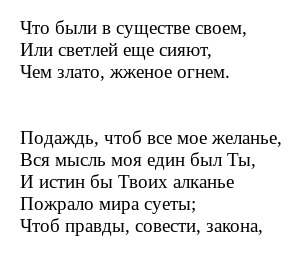 Что были в существе своем,
Или светлей еще сияют,
Чем злато, жженое огнем.
Подаждь, чтоб все мое желанье,
Вся мысль моя един был Ты,
И истин бы Твоих алканье
Пожрало мира суеты;
Чтоб правды, совести, закона,